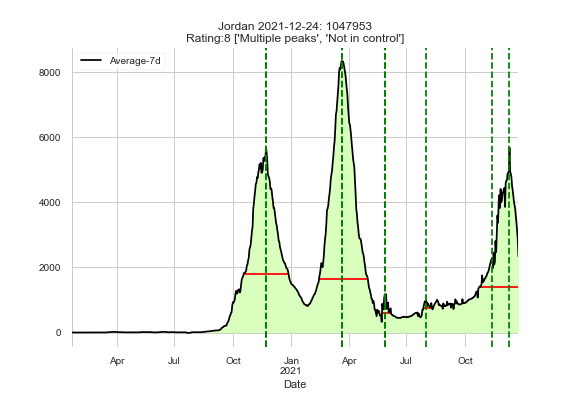 Jordan 2021-12-24: 1047953
Rating:8 ['Multiple peaks', 'Not in control']
Average-7d
8000
6000
4000
2000
0
Apr
Jul
Oct
Jan
2021
Apr
Jul
Oct
Date